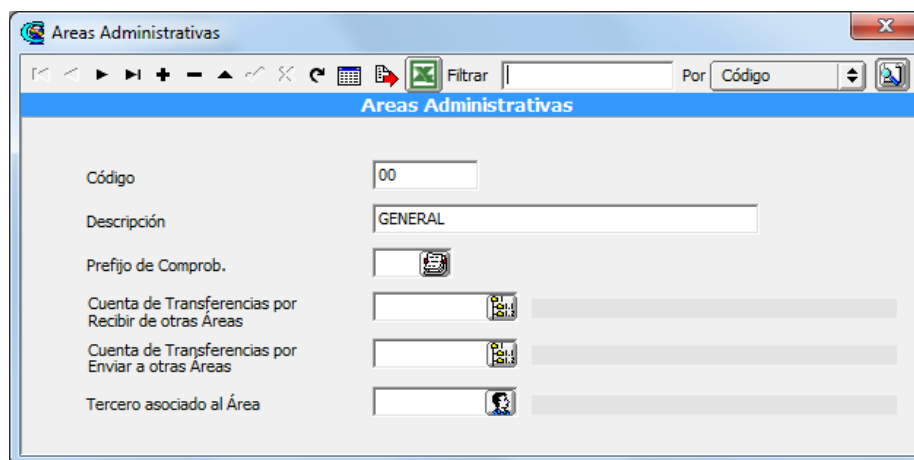 Areas Administrativas
Filtrar Por Código
Areas Administrativas
Código 00
Descripción GENERAL
Prefijo de Comprob.
Cuenta de Transferencias por
Recibir de otras Áreas
Cuenta de Transferencias por
Enviar a otras Áreas
Tercero asociado al Área